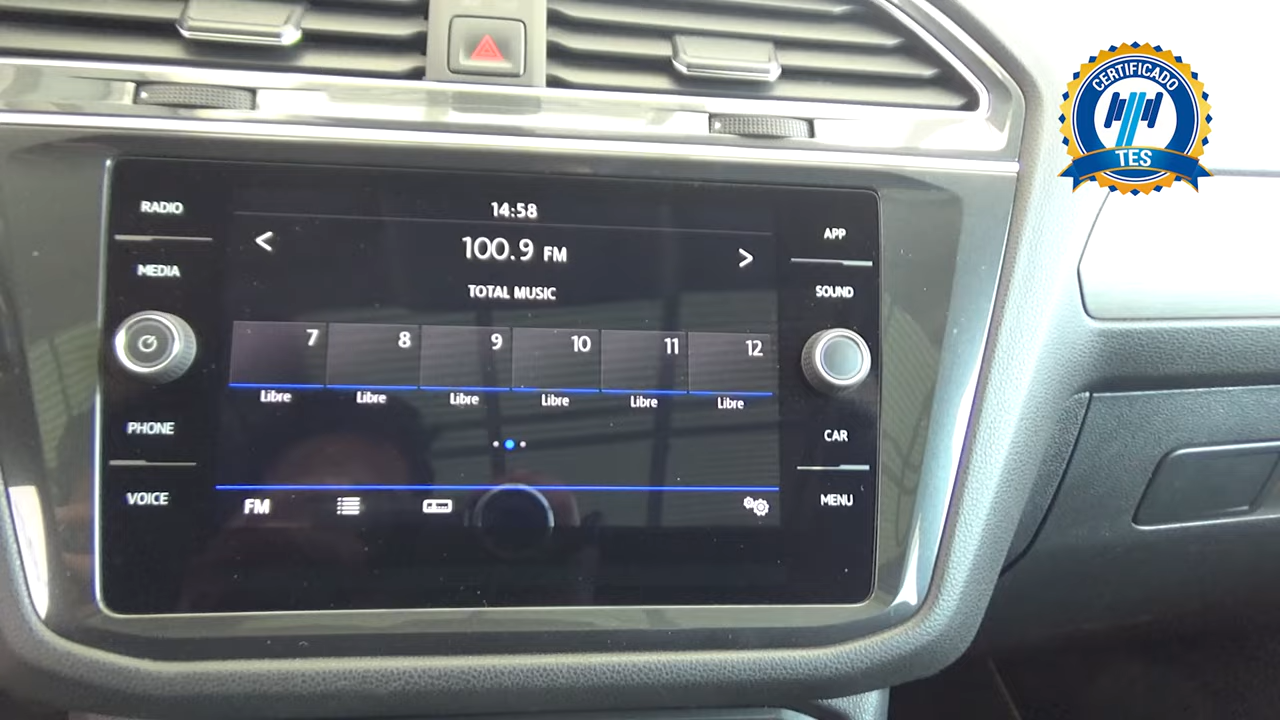 RADIO
MEDIA
PHONE
VOICE
14:58
100.9 FM
TOTAL MUSIC
7 8 9 10 11 12
Libre Libre Libre Libre Libre Libre
FM
APP
SOUND
CAR
MENU
CERTIFICADO
TES